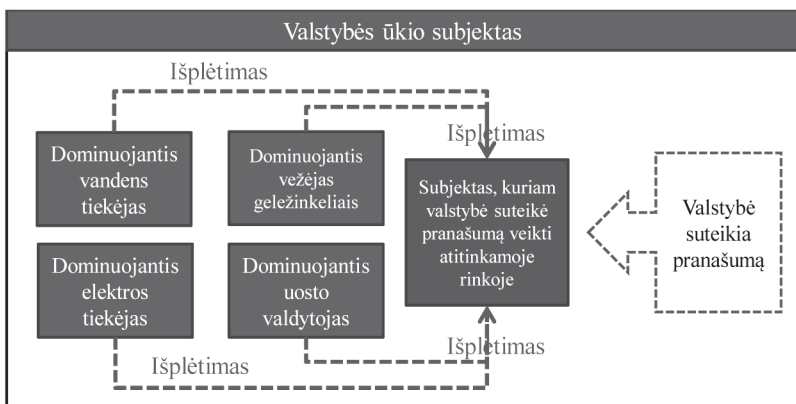 Valstybės ūkio subjektas
Išplėtimas
Išplėtimas
Dominuojantis
vandens
tiekėjas
Dominuojantis
vežėjas
geležinkeliais
Subjektas, kuriam
valstybė suteikė
pranašumą veikti
atitinkamoje
rinkoje
Valstybė
suteikia
pranašumą
Dominuojantis
elektros
tiekėjas
Dominuojantis
uosto
valdytojas
Išplėtimas
Išplėtimas